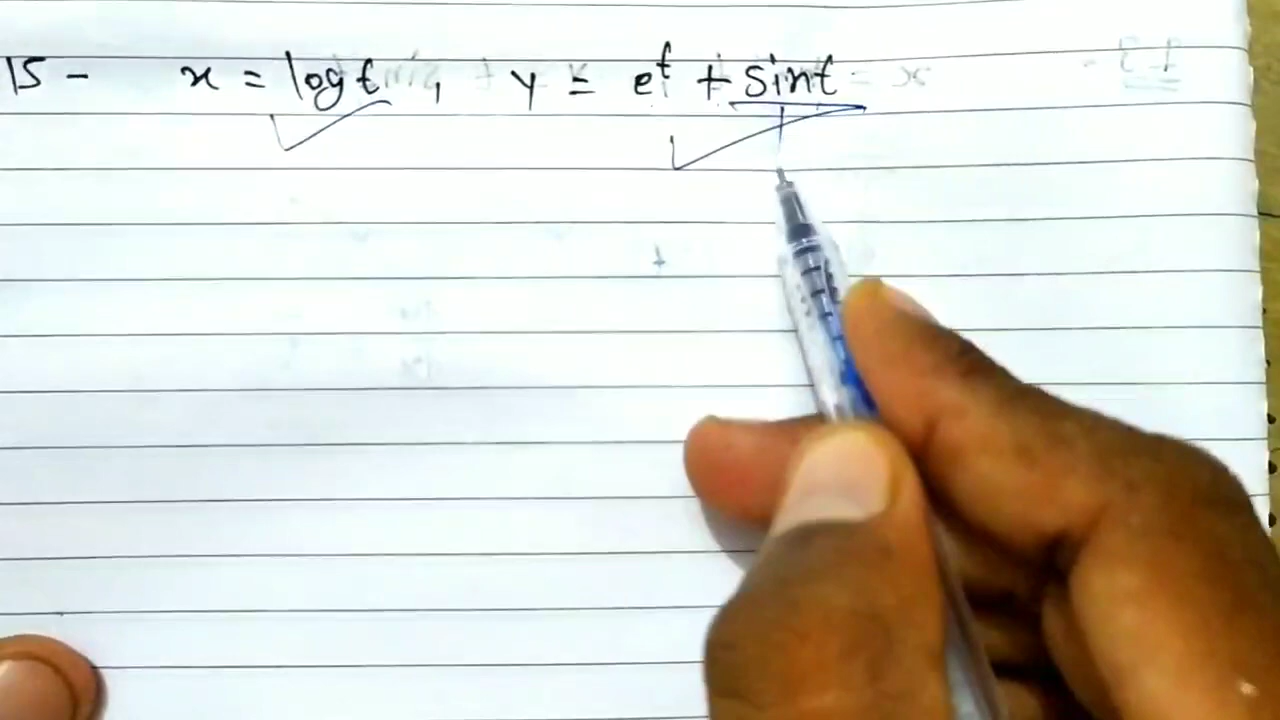 15 - x = log t , y = e^t + sin t